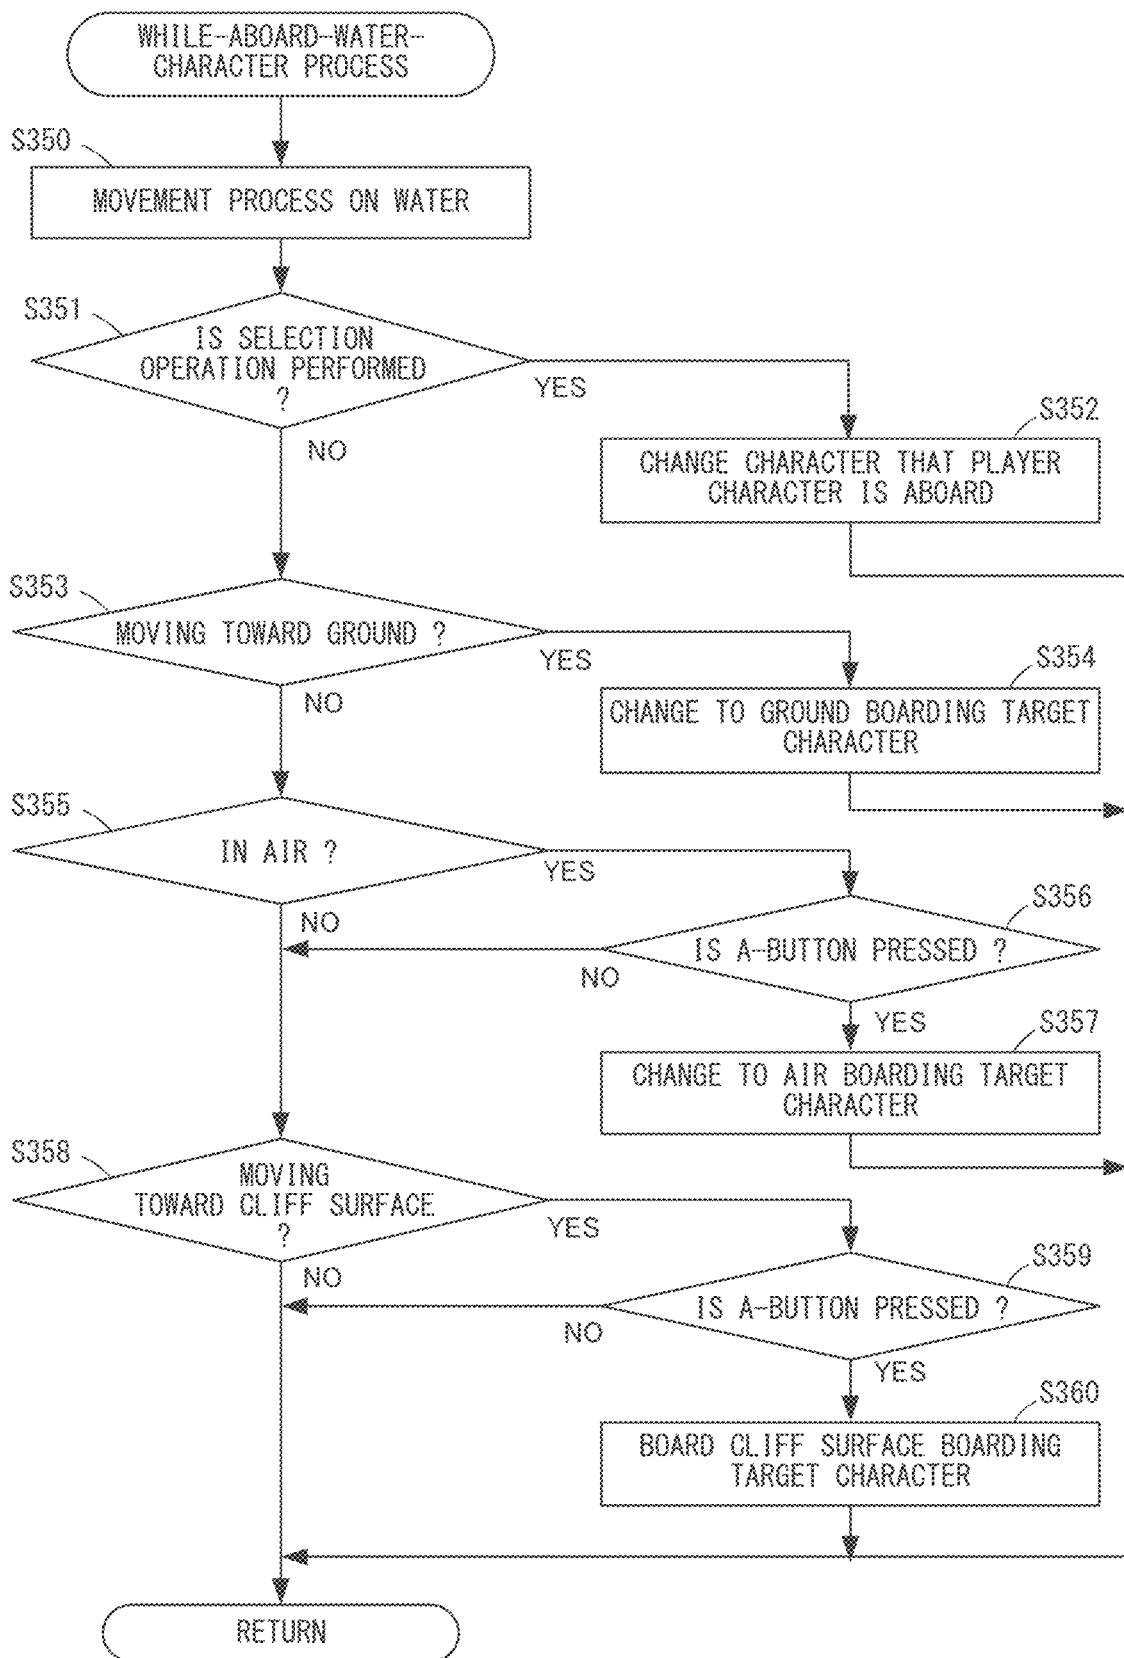 WHILE-ABOARD-WATER-
CHARACTER PROCESS
S350
MOVEMENT PROCESS ON WATER
S351
IS SELECTION
OPERATION PERFORMED
?
YES
NO
S352
CHANGE CHARACTER THAT PLAYER
CHARACTER IS ABOARD
S353
MOVING TOWARD GROUND ?
YES
NO
S354
CHANGE TO GROUND BOARDING TARGET
CHARACTER
S355
IN AIR ?
YES
NO
S356
IS A-BUTTON PRESSED ?
NO
YES
S357
CHANGE TO AIR BOARDING TARGET
CHARACTER
S358
MOVING
TOWARD CLIFF SURFACE
?
YES
NO
S359
IS A-BUTTON PRESSED ?
NO
YES
S360
BOARD CLIFF SURFACE BOARDING
TARGET CHARACTER
RETURN